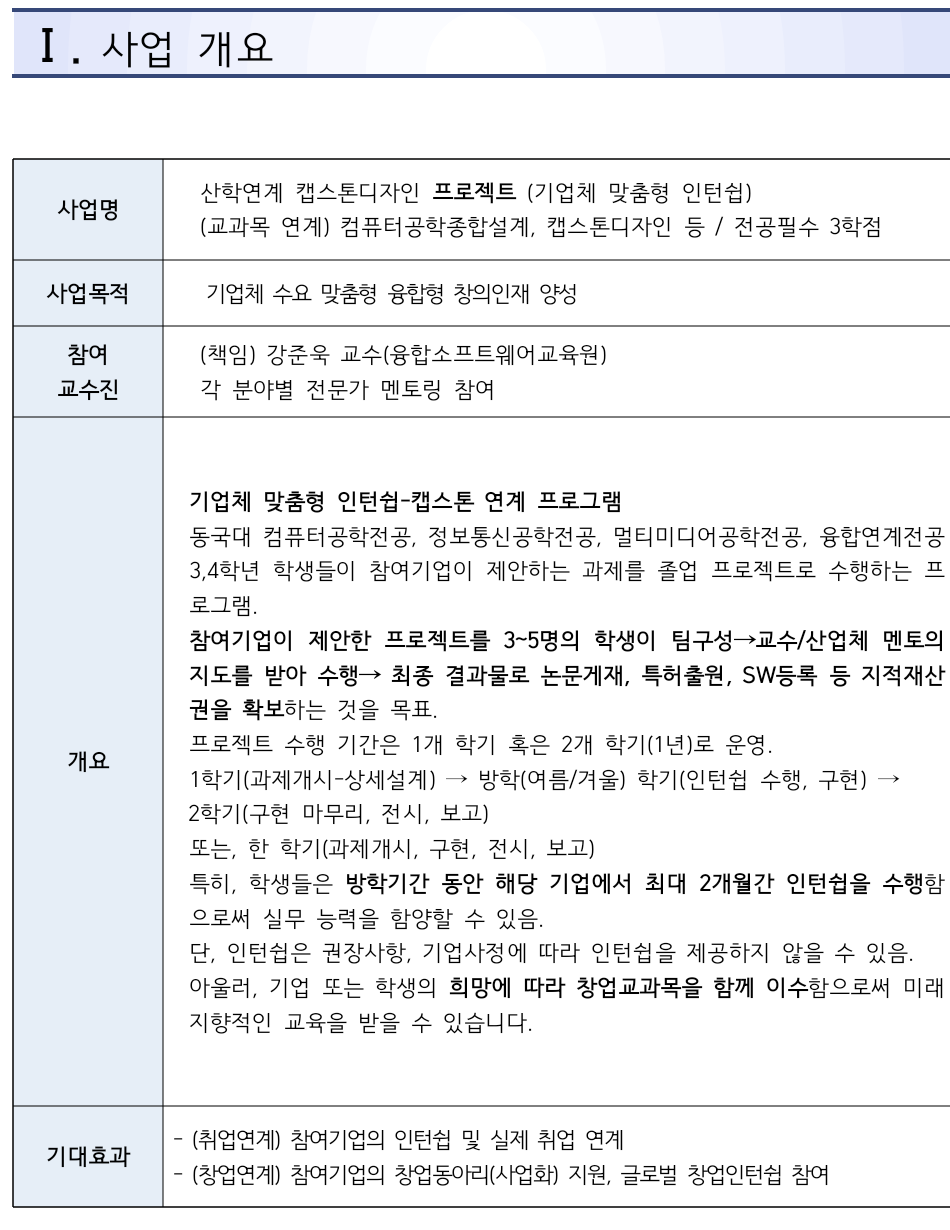 Ⅰ. 사업 개요
사업명
산학연계 캡스톤디자인 프로젝트 (기업체 맞춤형 인턴쉽)
(교과목 연계) 컴퓨터공학종합설계, 캡스톤디자인 등 / 전공필수 3학점
사업목적
기업체 수요 맞춤형 융합형 창의인재 양성
참여
교수진
(책임) 강준욱 교수(융합소프트웨어교육원)
각 분야별 전문가 멘토링 참여
개요
기업체 맞춤형 인턴쉽-캡스톤 연계 프로그램
동국대 컴퓨터공학전공, 정보통신공학전공, 멀티미디어공학전공, 융합연계전공
3,4학년 학생들이 참여기업이 제안하는 과제를 졸업 프로젝트로 수행하는 프
로그램.
참여기업이 제안한 프로젝트를 3~5명의 학생이 팀구성→교수/산업체 멘토의
지도를 받아 수행→ 최종 결과물로 논문게재, 특허출원, SW등록 등 지적재산
권을 확보하는 것을 목표.
프로젝트 수행 기간은 1개 학기 혹은 2개 학기(1년)로 운영.
1학기(과제개시-상세설계) → 방학(여름/겨울) 학기(인턴쉽 수행, 구현) →
2학기(구현 마무리, 전시, 보고)
또는, 한 학기(과제개시, 구현, 전시, 보고)
특히, 학생들은 방학기간 동안 해당 기업에서 최대 2개월간 인턴쉽을 수행함
으로써 실무 능력을 함양할 수 있음.
단, 인턴쉽은 권장사항, 기업사정에 따라 인턴쉽을 제공하지 않을 수 있음.
아울러, 기업 또는 학생의 희망에 따라 창업교과목을 함께 이수함으로써 미래
지향적인 교육을 받을 수 있습니다.
기대효과
- (취업연계) 참여기업의 인턴쉽 및 실제 취업 연계
- (창업연계) 참여기업의 창업동아리(사업화) 지원, 글로벌 창업인턴쉽 참여